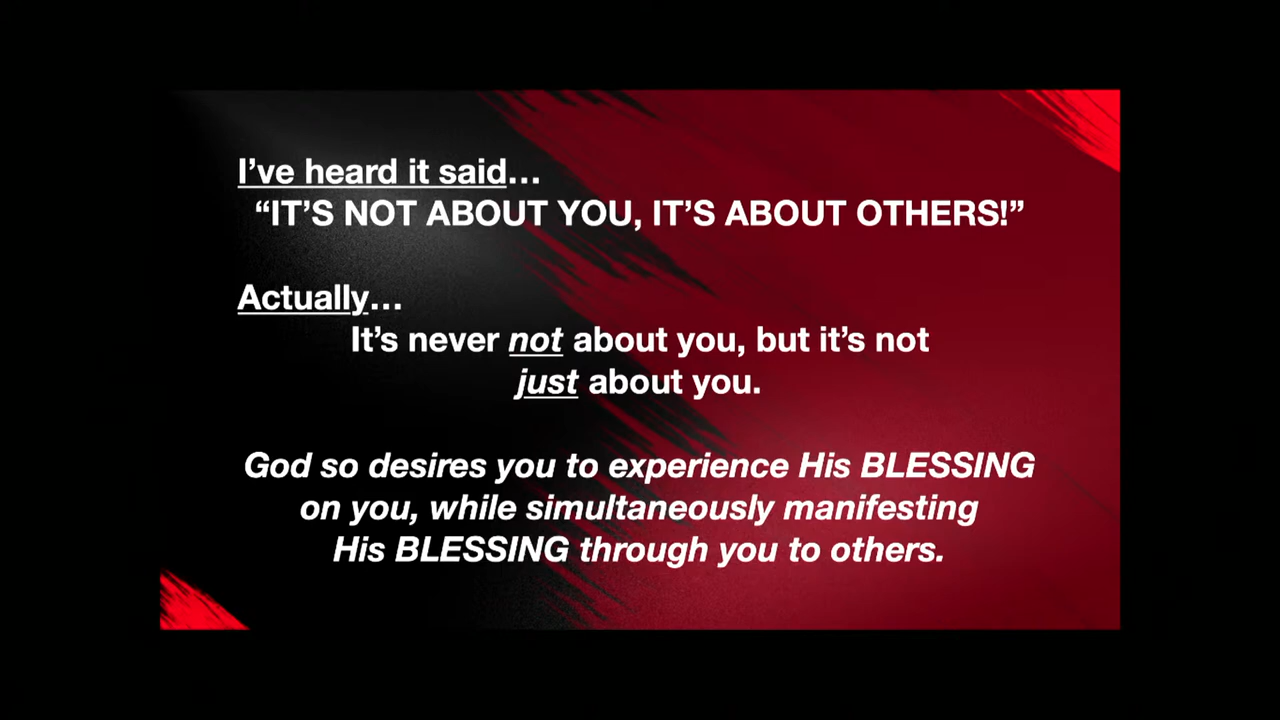 I’ve heard it said…
“IT’S NOT ABOUT YOU, IT’S ABOUT OTHERS!”
Actually…
It’s never not about you, but it’s not
just about you.
God so desires you to experience His BLESSING
on you, while simultaneously manifesting
His BLESSING through you to others.